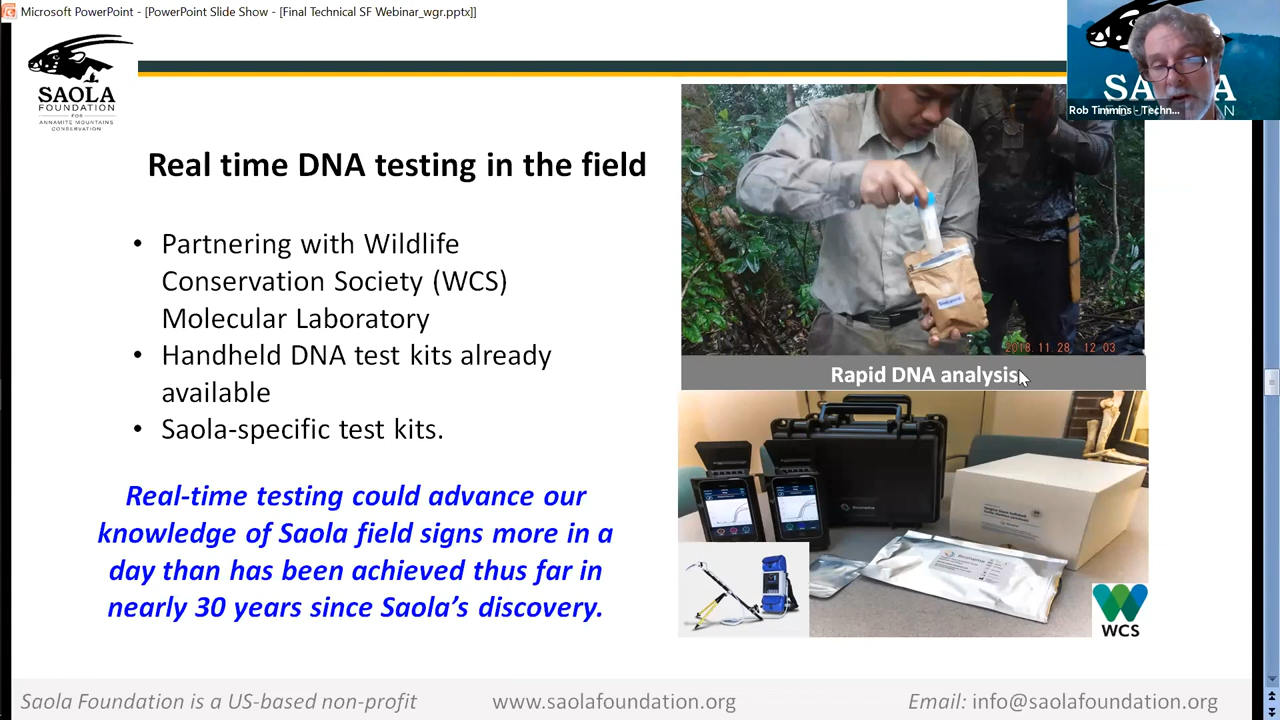 Microsoft PowerPoint - [PowerPoint Slide Show - [Final Technical SF Webinar_wgr.pptx]]
SAOLA
FOUNDATION
FOR
ANNAMITE MOUNTAINS
CONSERVATION
SAOLA
Rob Timmins - Techn...
Real time DNA testing in the field
• Partnering with Wildlife
Conservation Society (WCS)
Molecular Laboratory
• Handheld DNA test kits already
available
• Saola-specific test kits.
Real-time testing could advance our
knowledge of Saola field signs more in a
day than has been achieved thus far in
nearly 30 years since Saola's discovery.
2018.11.28 12 03
Rapid DNA analysis
WCS
Saola Foundation is a US-based non-profit
www.saolafoundation.org
Email: info@saolafoundation.org